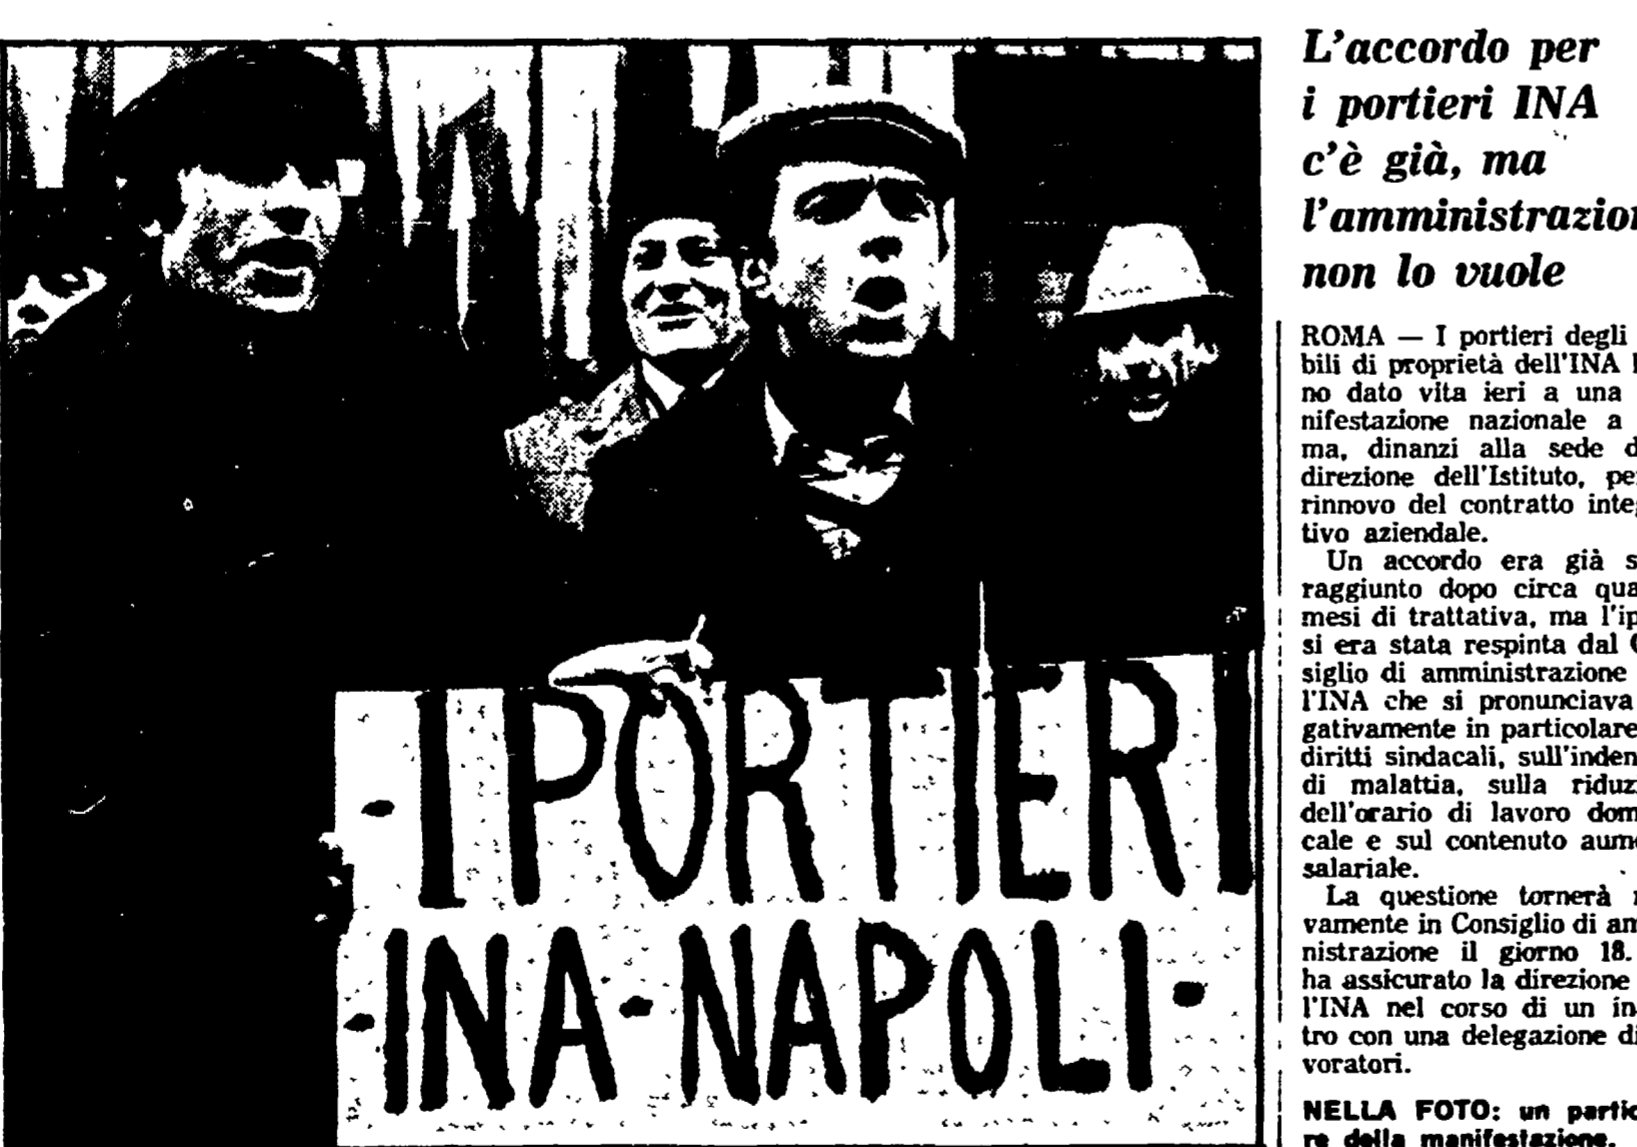 L'accordo per
i portieri INA
c'è già, ma
l'amministrazion
non lo vuole
ROMA — I portieri degli
bili di proprietà dell'INA
no dato vita ieri a una
nifestazione nazionale a
ma, dinanzi alla sede d
direzione dell'Istituto, pe
rinnovo del contratto integ
tivo aziendale.
Un accordo era già s
raggiunto dopo circa qua
mesi di trattativa, ma l'ip
si era stata respinta dal C
siglio di amministrazione
l'INA che si pronunciava
gativamente in particolare
diritti sindacali, sull'inden
di malattia, sulla riduz
dell'orario di lavoro dom
cale e sul contenuto aume
salariale.
La questione tornerà n
vamente in Consiglio di am
nistrazione il giorno 18.
ha assicurato la direzione
l'INA nel corso di un in
tro con una delegazione di
voratori.
NELLA FOTO: un partic
re della manifestazione.
I PORTIERI
INA · NAPOLI ·